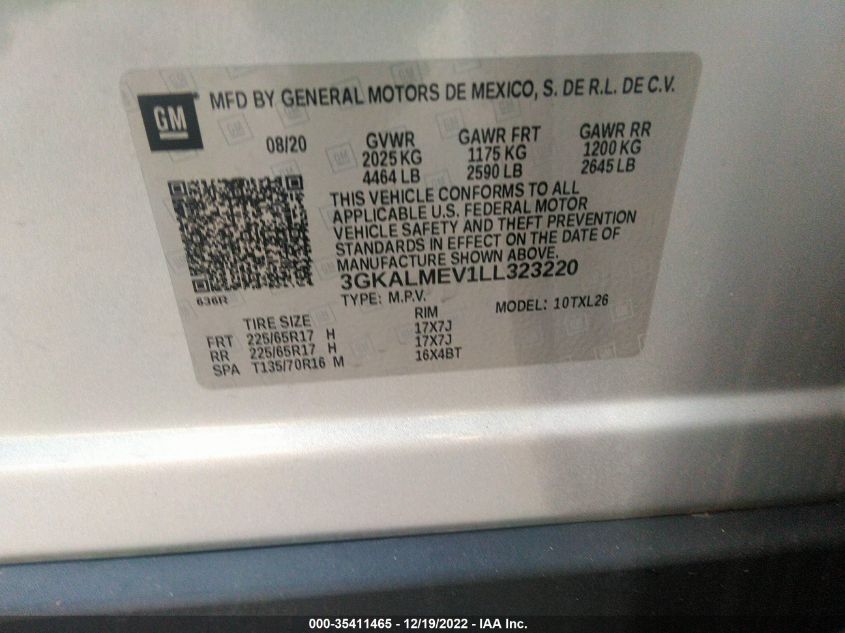 GM
MFD BY GENERAL MOTORS DE MEXICO, S. DE R.L. DE C.V.
08/20 GVWR GAWR FRT GAWR RR
2025 KG 1175 KG 1200 KG
4464 LB 2590 LB 2645 LB
THIS VEHICLE CONFORMS TO ALL
APPLICABLE U.S. FEDERAL MOTOR
VEHICLE SAFETY AND THEFT PREVENTION
STANDARDS IN EFFECT ON THE DATE OF
MANUFACTURE SHOWN ABOVE.
3GKALMEV1LL323220
636R
TYPE: M.P.V. MODEL: 10TXL26
TIRE SIZE RIM
FRT 225/65R17 H 17X7J
RR 225/65R17 H 17X7J
SPA T135/70R16 M 16X4BT
000-35411465 - 12/19/2022 - IAA Inc.